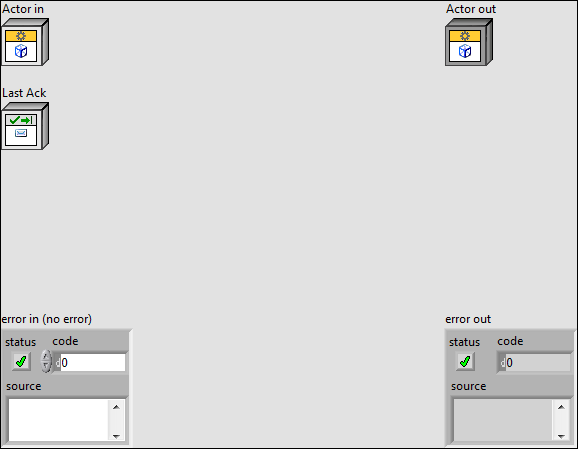 Actor in
Actor out
Last Ack
error in (no error)
error out
status
code
status
code
0
0
source
source